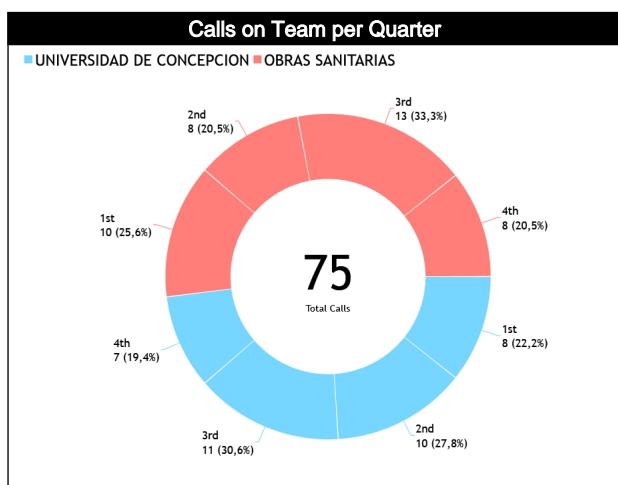 Calls on Team per Quarter
UNIVERSIDAD DE CONCEPCION OBRAS SANITARIAS
3rd
13 (33,3%)
2nd
8 (20,5%)
4th
8 (20,5%)
1st
10 (25,6%)
75
Total Calls
1st
8 (22,2%)
4th
7 (19,4%)
2nd
10 (27,8%)
3rd
11 (30,6%)